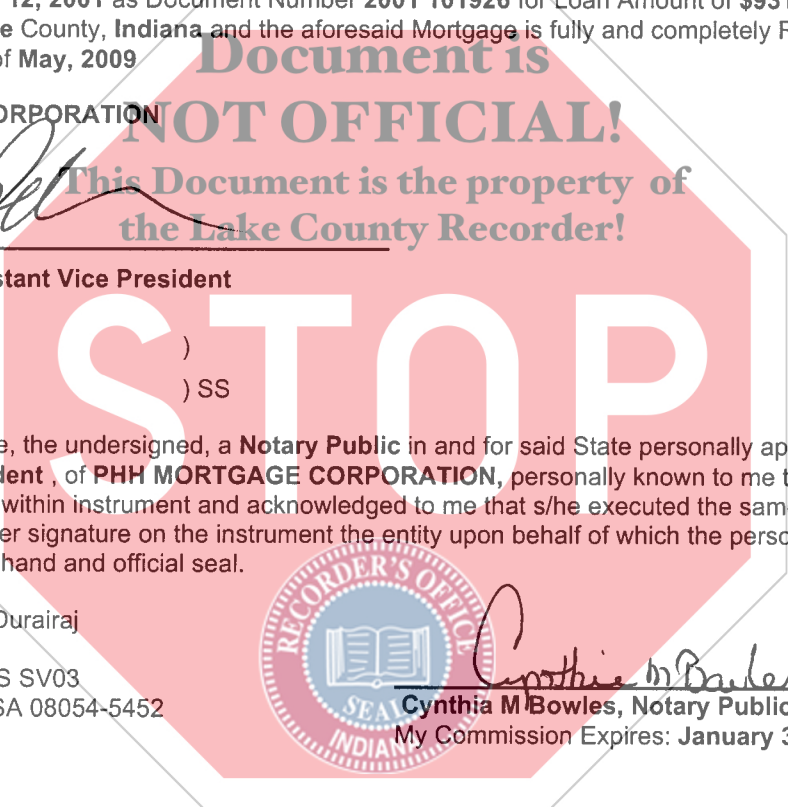 12, 2001 as Document Number 2001 101926 for Loan Amount of $931
e County, Indiana and the aforesaid Mortgage is fully and completely R
of May, 2009
Document is
CORPORATION
NOT OFFICIAL!
This Document is the property of
the Lake County Recorder!
stant Vice President
STOP
)
) SS
e, the undersigned, a Notary Public in and for said State personally ap
dent , of PHH MORTGAGE CORPORATION, personally known to me t
within instrument and acknowledged to me that s/he executed the sam
er signature on the instrument the entity upon behalf of which the perso
hand and official seal.
RECORDER'S OFFICE
SEAL
INDIANA
Durairaj
S SV03
SA 08054-5452
Cynthia M Bowles
Cynthia M Bowles, Notary Public
My Commission Expires: January 3